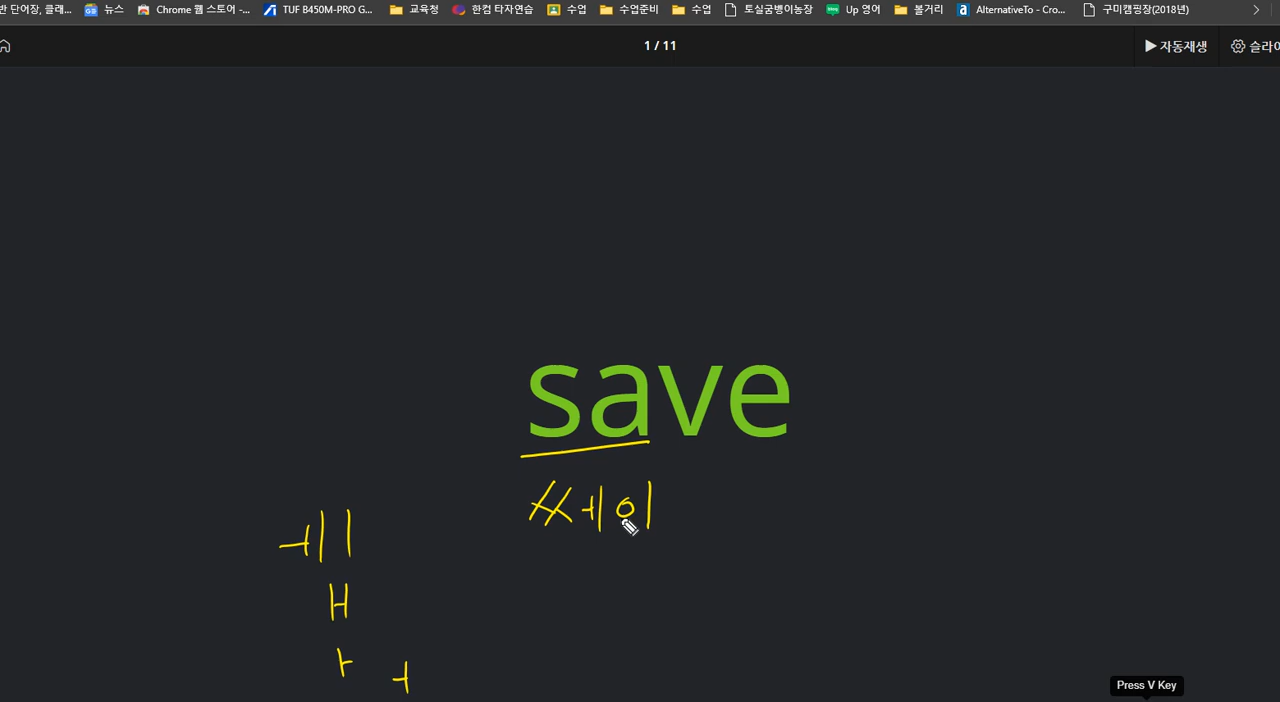 반 단어장, 클래... 뉴스 Chrome 웹 스토어 -... TUF B450M-PRO G... 교육청 한컴 타자연습 수업 수업준비 수업 토실굼벵이농장 Up 영어 볼거리 AlternativeTo - Cro... 구미캠핑장(2018년)
1 / 11 자동재생 슬라이
save
쎄이
ㅔㅣ
ㅐ
ㅏ ㅓ
Press V Key